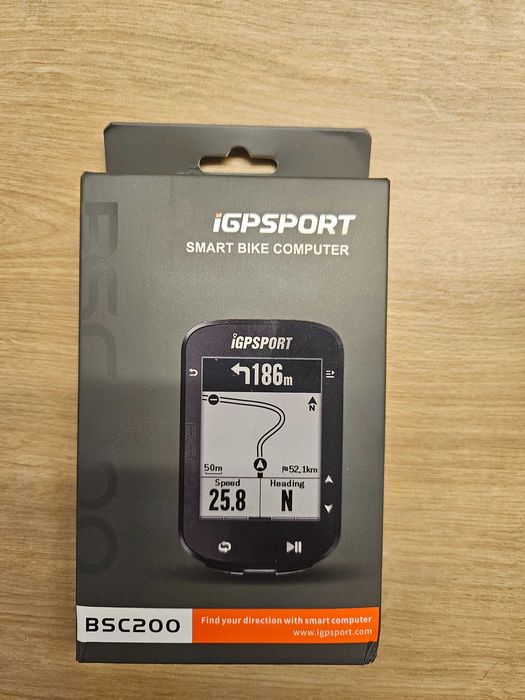 BSC200
iGPSPORT
SMART BIKE COMPUTER
iGPSPORT
186m
N
50m
52.1km
Speed
Heading
25.8
N
BSC200
Find your direction with smart computer
www.igpsport.com